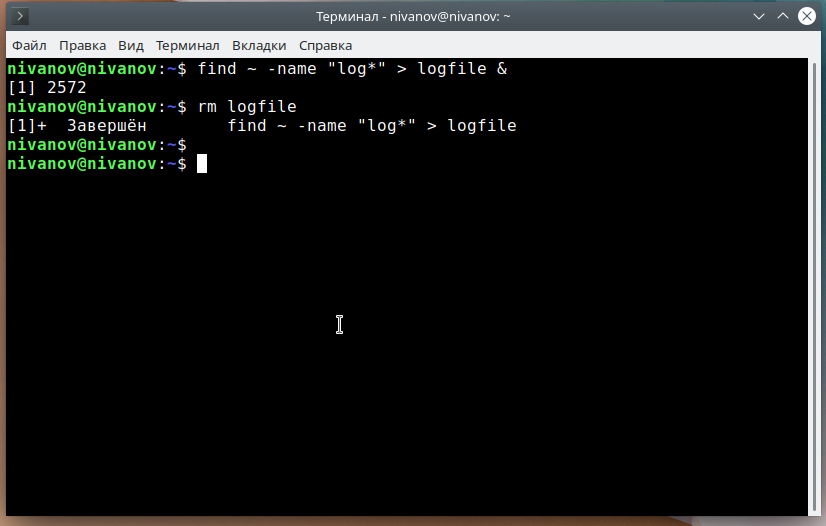 Терминал - nivanov@nivanov: ~
Файл Правка Вид Терминал Вкладки Справка
nivanov@nivanov:~$ find ~ -name "log*" > logfile &
[1] 2572
nivanov@nivanov:~$ rm logfile
[1]+  Завершён        find ~ -name "log*" > logfile
nivanov@nivanov:~$
nivanov@nivanov:~$